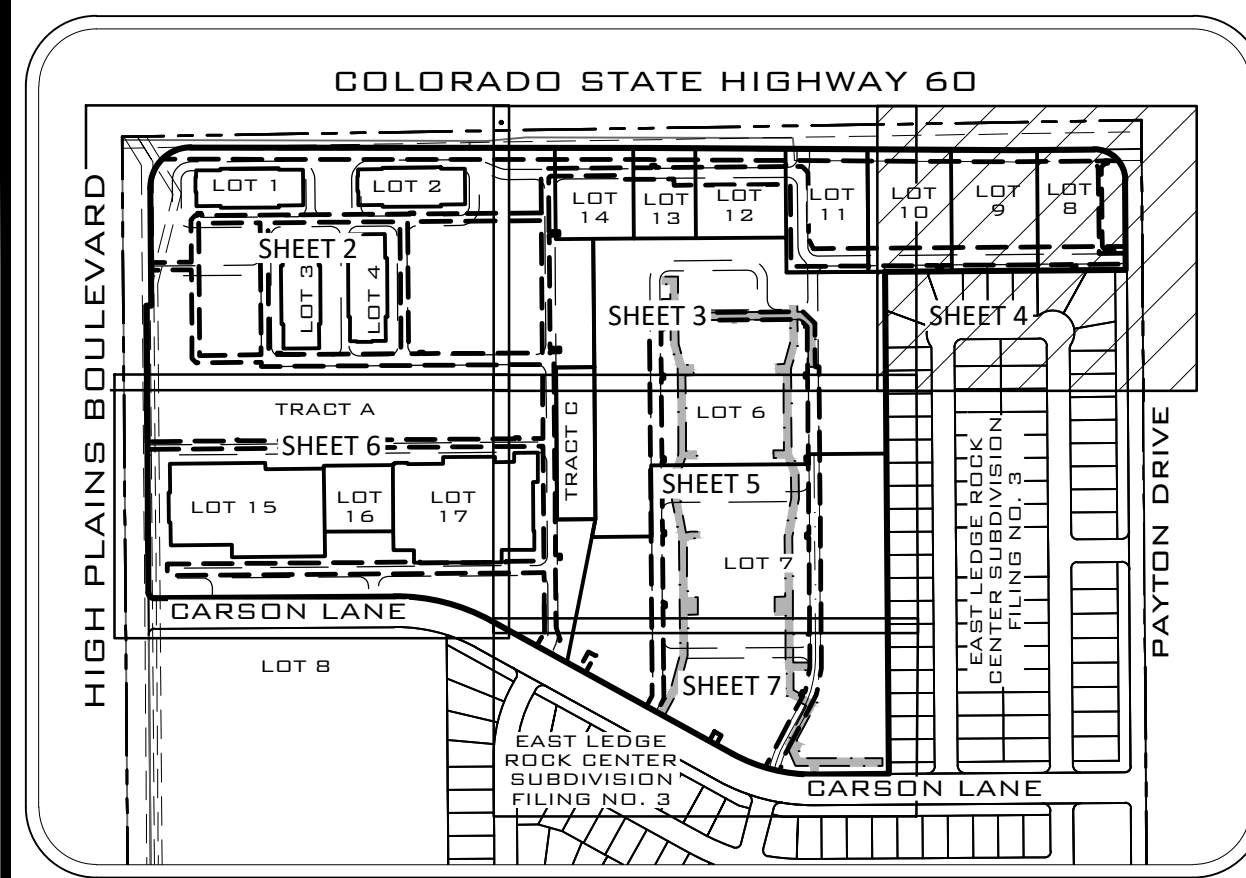 COLORADO STATE HIGHWAY 60
HIGH PLAINS BOULEVARD
PAYTON DRIVE
LOT 1
LOT 2
SHEET 2
LOT 3
LOT 4
LOT
14
LOT
13
LOT
12
LOT
11
LOT
10
LOT
9
LOT
8
SHEET 3
SHEET 4
TRACT A
SHEET 6
TRACT C
LOT 6
SHEET 5
LOT 15
LOT
16
LOT
17
LOT 7
EAST LEDGE ROCK
CENTER SUBDIVISION
FILING NO. 3
CARSON LANE
LOT 8
SHEET 7
EAST LEDGE
ROCK CENTER
SUBDIVISION
FILING NO. 3
CARSON LANE